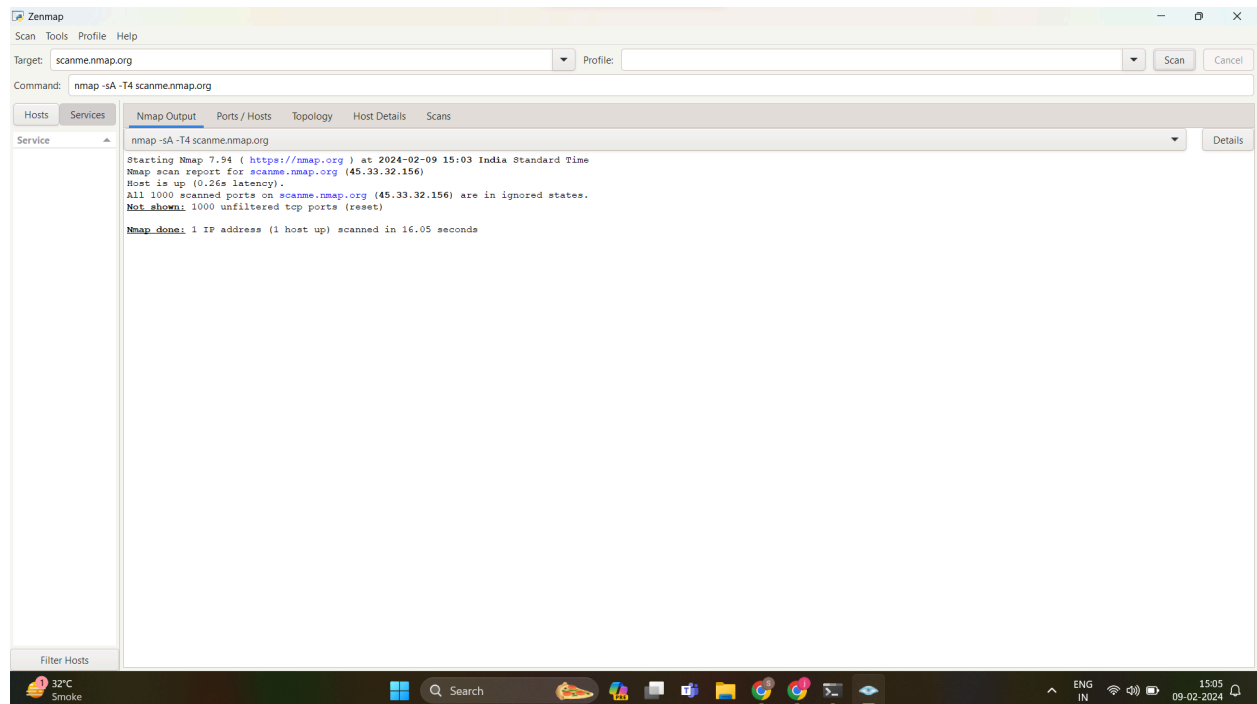 Zenmap
Scan Tools Profile Help
Target: scanme.nmap.org Profile: Scan Cancel
Command: nmap -sA -T4 scanme.nmap.org
Hosts Services Nmap Output Ports / Hosts Topology Host Details Scans
Service nmap -sA -T4 scanme.nmap.org Details
Starting Nmap 7.94 ( https://nmap.org ) at 2024-02-09 15:03 India Standard Time
Nmap scan report for scanme.nmap.org (45.33.32.156)
Host is up (0.26s latency).
All 1000 scanned ports on scanme.nmap.org (45.33.32.156) are in ignored states.
Not shown: 1000 unfiltered tcp ports (reset)
Nmap done: 1 IP address (1 host up) scanned in 16.05 seconds
Filter Hosts
1 32°C Search PRE S i ENG 15:05
Smoke IN 09-02-2024